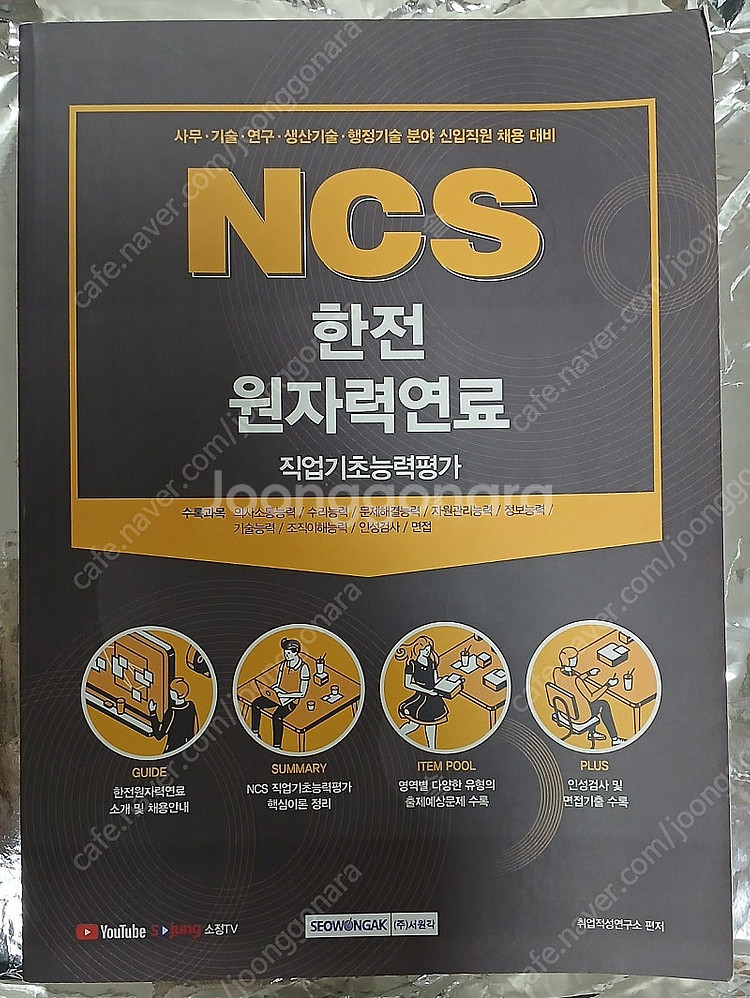 사무·기술·연구·생산기술·행정기술 분야 신입직원 채용 대비
NCS
한전
원자력연료
직업기초능력평가
Joonggonara
수록과목 의사소통능력 / 수리능력 / 문제해결능력 / 자원관리능력 / 정보능력 /
기술능력 / 조직이해능력 / 인성검사 / 면접
GUIDE
한전원자력연료
소개 및 채용안내
SUMMARY
NCS 직업기초능력평가
핵심이론 정리
ITEM POOL
영역별 다양한 유형의
출제예상문제 수록
PLUS
인성검사 및
면접기출 수록
YouTube Sojung 소정TV
SEOWONGAK (주)서원각
취업적성연구소 편저
cafe.naver.com/joonggonara